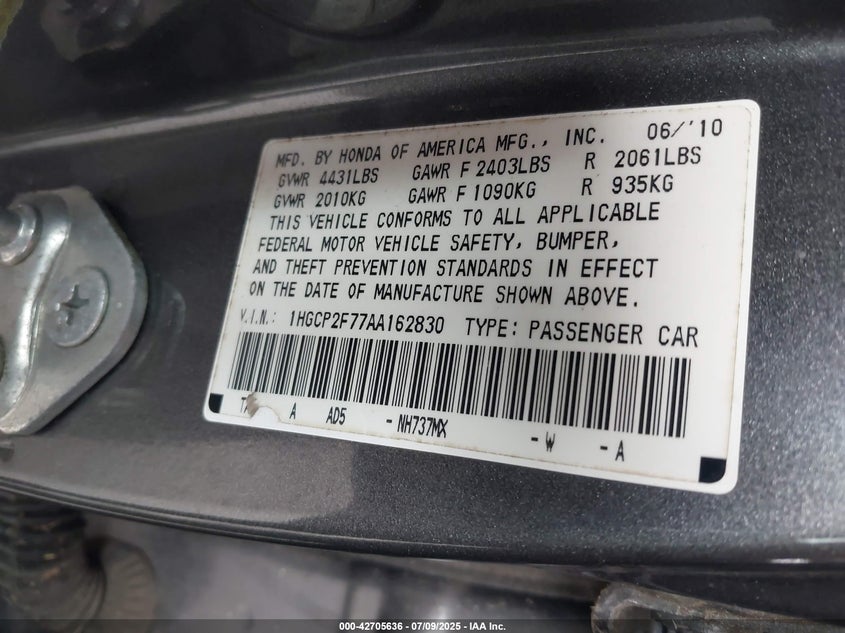 MFD. BY HONDA OF AMERICA MFG., INC. 06/'10
GVWR 4431LBS GAWR F 2403LBS R 2061LBS
GVWR 2010KG GAWR F 1090KG R 935KG
THIS VEHICLE CONFORMS TO ALL APPLICABLE
FEDERAL MOTOR VEHICLE SAFETY, BUMPER,
AND THEFT PREVENTION STANDARDS IN EFFECT
ON THE DATE OF MANUFACTURE SHOWN ABOVE.
V.I.N.: 1HGCP2F77AA162830 TYPE: PASSENGER CAR
A AD5 -NH737MX -W -A
000-42705636 - 07/09/2025 - IAA Inc.